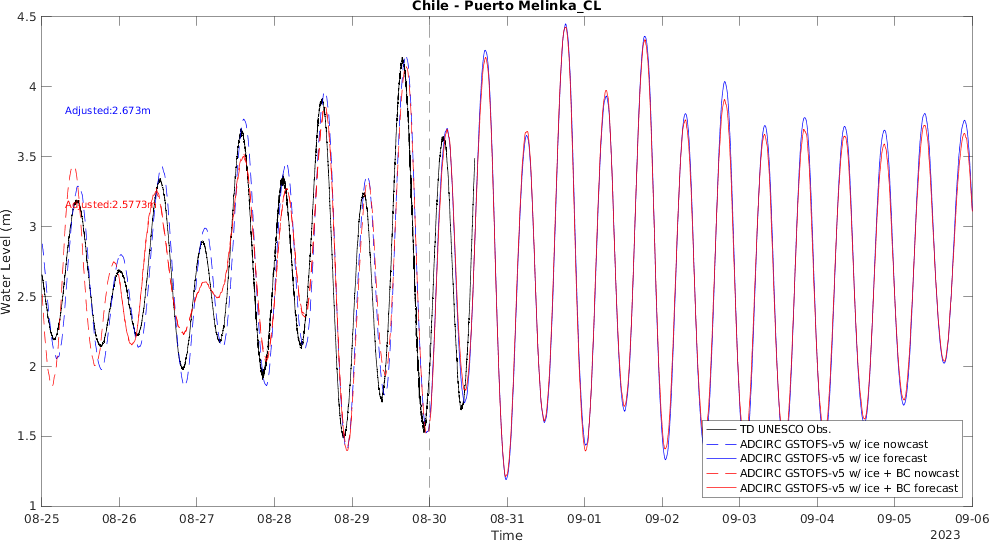 Chile - Puerto Melinka_CL
4.5
4
3.5
3
2.5
2
1.5
1
Water Level (m)
Adjusted:2.673m
Adjusted:2.5773m
TD UNESCO Obs.
ADCIRC GSTOFS-v5 w/ ice nowcast
ADCIRC GSTOFS-v5 w/ ice forecast
ADCIRC GSTOFS-v5 w/ ice + BC nowcast
ADCIRC GSTOFS-v5 w/ ice + BC forecast
08-25 08-26 08-27 08-28 08-29 08-30 08-31 09-01 09-02 09-03 09-04 09-05 09-06
Time
2023